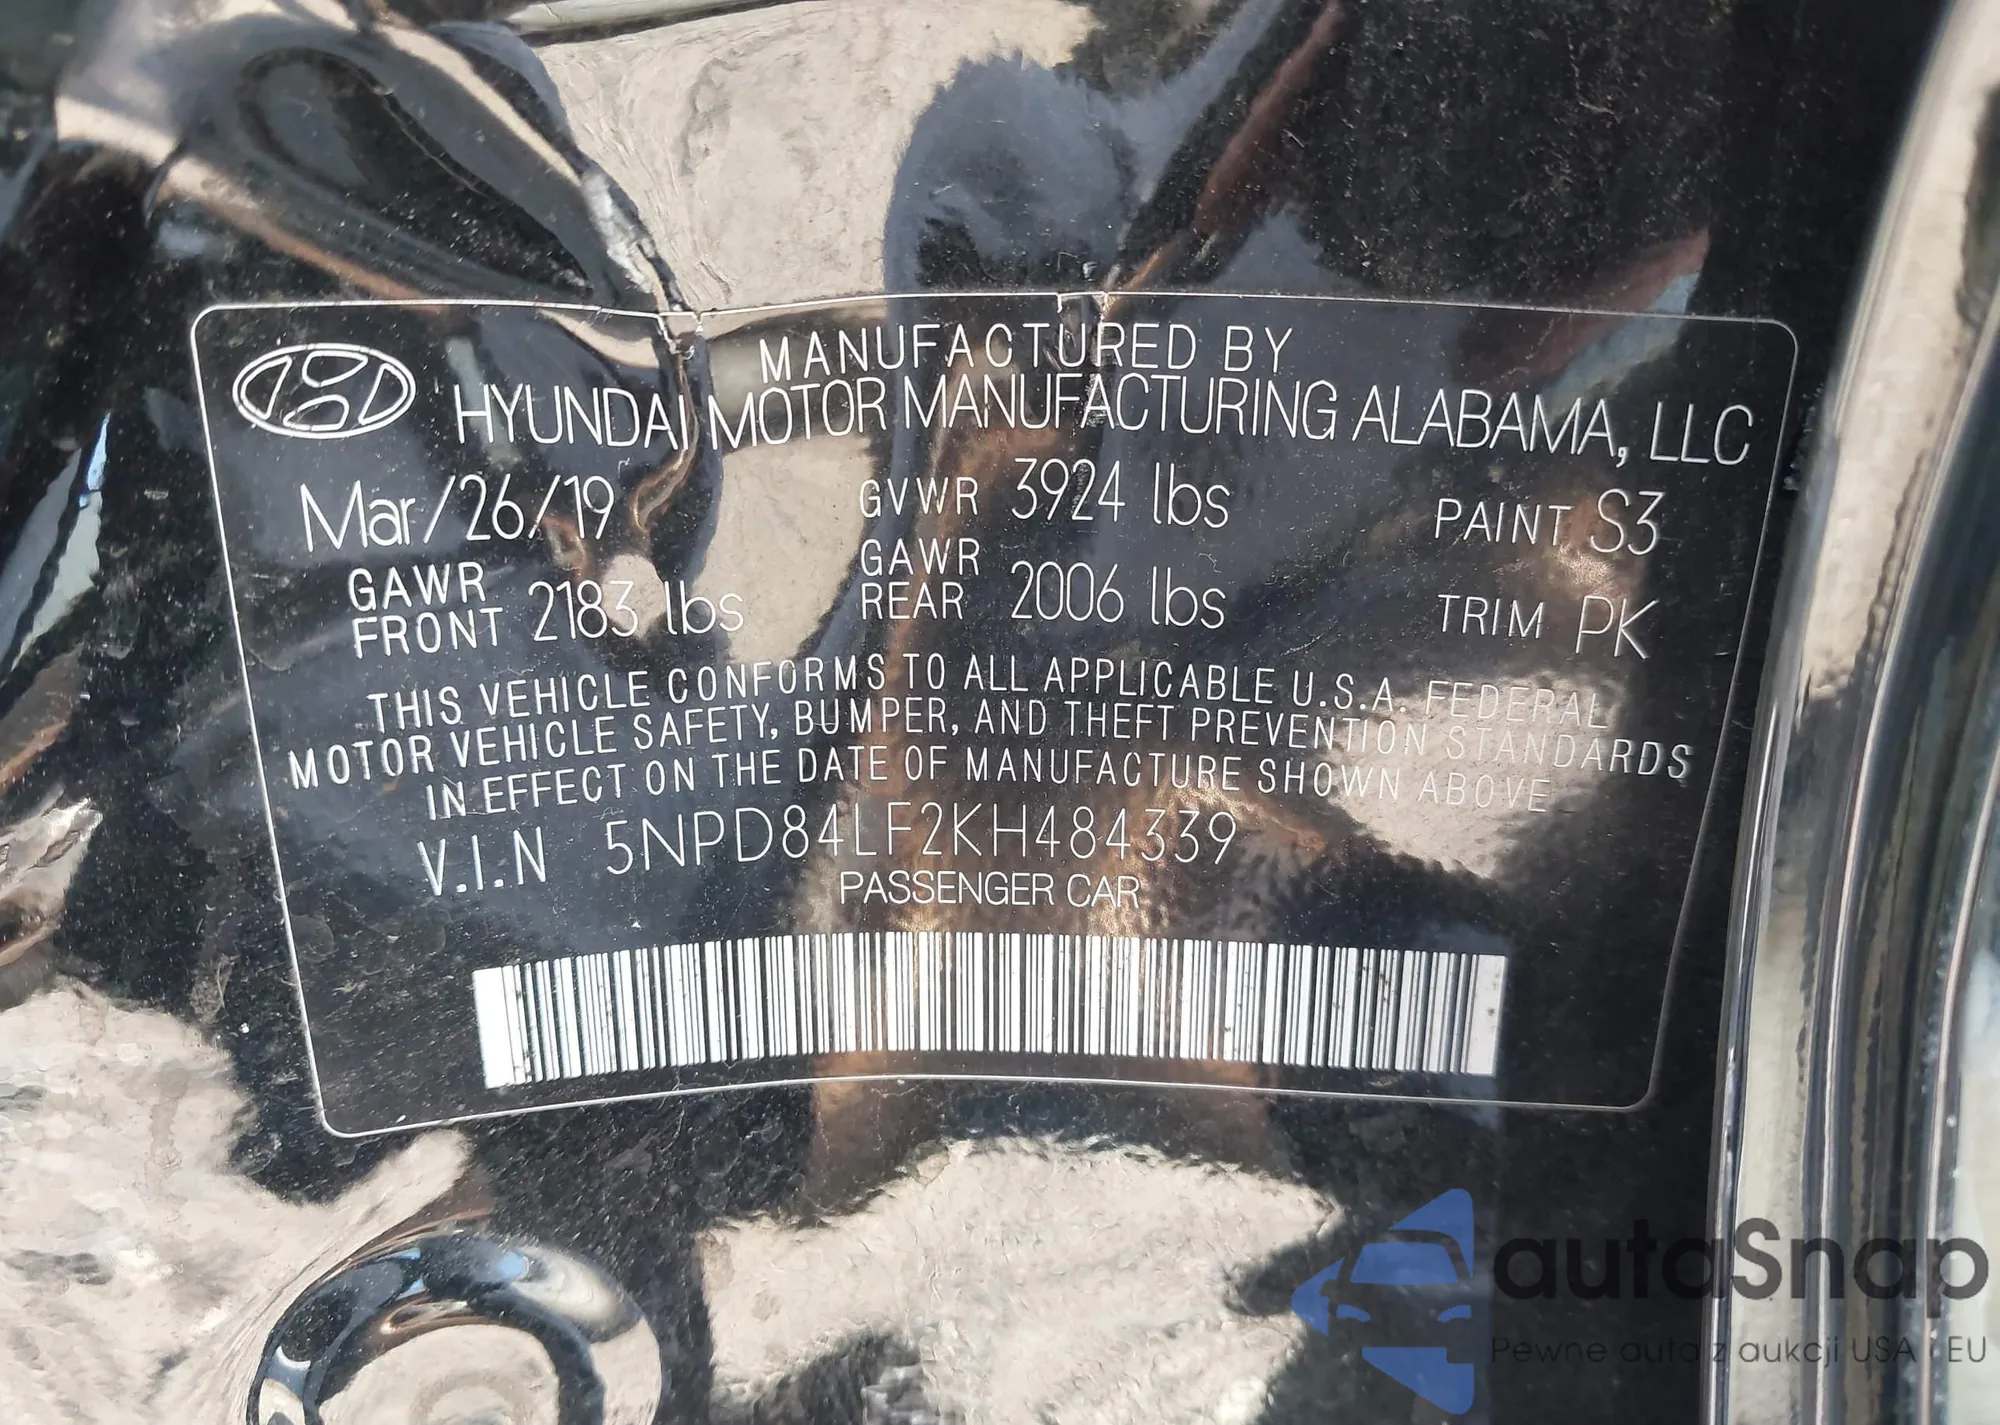 MANUFACTURED BY
HYUNDAI MOTOR MANUFACTURING ALABAMA, LLC
Mar/26/19 GVWR 3924 lbs PAINT S3
GAWR FRONT 2183 lbs GAWR REAR 2006 lbs TRIM PK
THIS VEHICLE CONFORMS TO ALL APPLICABLE U.S.A. FEDERAL
MOTOR VEHICLE SAFETY, BUMPER, AND THEFT PREVENTION STANDARDS
IN EFFECT ON THE DATE OF MANUFACTURE SHOWN ABOVE
V.I.N 5NPD84LF2KH484339
PASSENGER CAR
autaSnap
Pewne auta z aukcji USA i EU